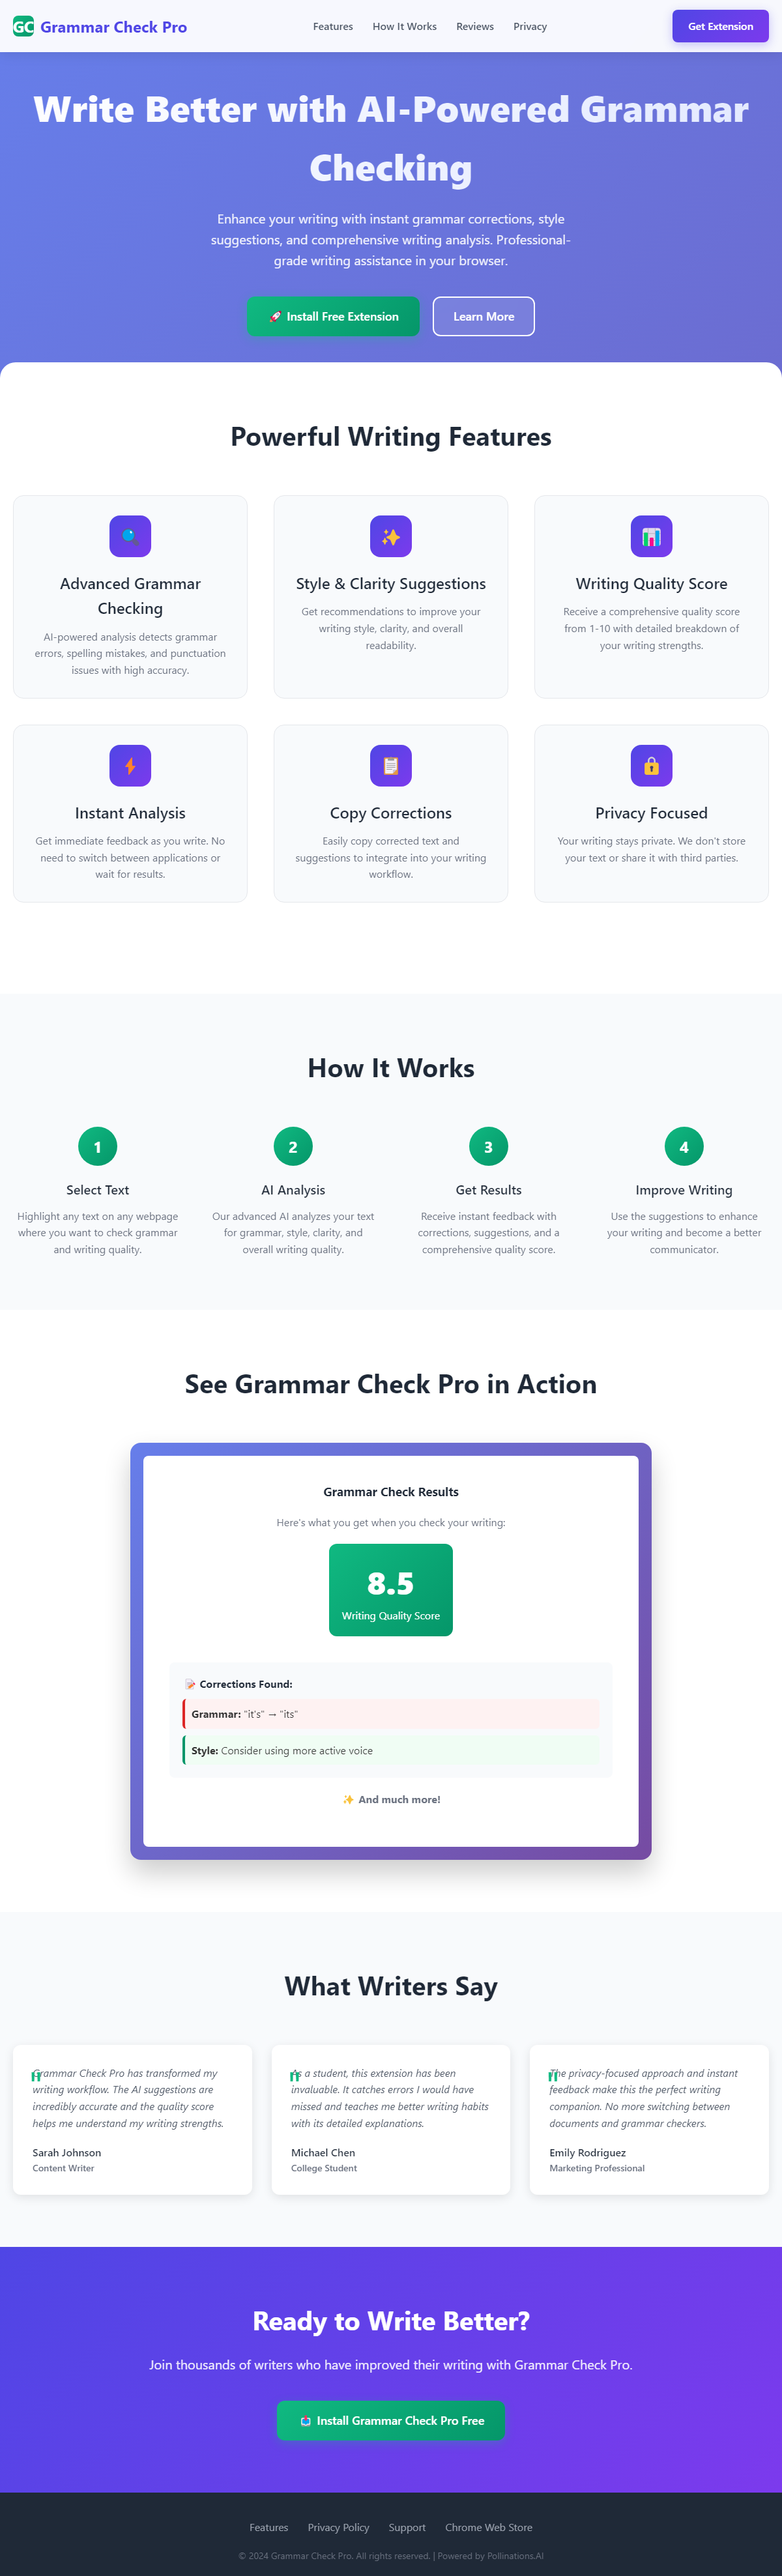 GC Grammar Check Pro
Features How It Works Reviews Privacy
Get Extension
Write Better with AI-Powered Grammar
Checking
Enhance your writing with instant grammar corrections, style
suggestions, and comprehensive writing analysis. Professional-
grade writing assistance in your browser.
🚀 Install Free Extension
Learn More
Powerful Writing Features
Advanced Grammar
Checking
AI-powered analysis detects grammar
errors, spelling mistakes, and punctuation
issues with high accuracy.
Style & Clarity Suggestions
Get recommendations to improve your
writing style, clarity, and overall
readability.
Writing Quality Score
Receive a comprehensive quality score
from 1-10 with detailed breakdown of
your writing strengths.
Instant Analysis
Get immediate feedback as you write. No
need to switch between applications or
wait for results.
Copy Corrections
Easily copy corrected text and
suggestions to integrate into your writing
workflow.
Privacy Focused
Your writing stays private. We don't store
your text or share it with third parties.
How It Works
1
Select Text
Highlight any text on any webpage
where you want to check grammar
and writing quality.
2
AI Analysis
Our advanced AI analyzes your text
for grammar, style, clarity, and
overall writing quality.
3
Get Results
Receive instant feedback with
corrections, suggestions, and a
comprehensive quality score.
4
Improve Writing
Use the suggestions to enhance
your writing and become a better
communicator.
See Grammar Check Pro in Action
Grammar Check Results
Here's what you get when you check your writing:
8.5
Writing Quality Score
📝 Corrections Found:
Grammar: "it's" → "its"
Style: Consider using more active voice
✨ And much more!
What Writers Say
"
Grammar Check Pro has transformed my
writing workflow. The AI suggestions are
incredibly accurate and the quality score
helps me understand my writing strengths.
Sarah Johnson
Content Writer
"
As a student, this extension has been
invaluable. It catches errors I would have
missed and teaches me better writing habits
with its detailed explanations.
Michael Chen
College Student
"
The privacy-focused approach and instant
feedback make this the perfect writing
companion. No more switching between
documents and grammar checkers.
Emily Rodriguez
Marketing Professional
Ready to Write Better?
Join thousands of writers who have improved their writing with Grammar Check Pro.
Install Grammar Check Pro Free
Features Privacy Policy Support Chrome Web Store
© 2024 Grammar Check Pro. All rights reserved. | Powered by Pollinations.AI